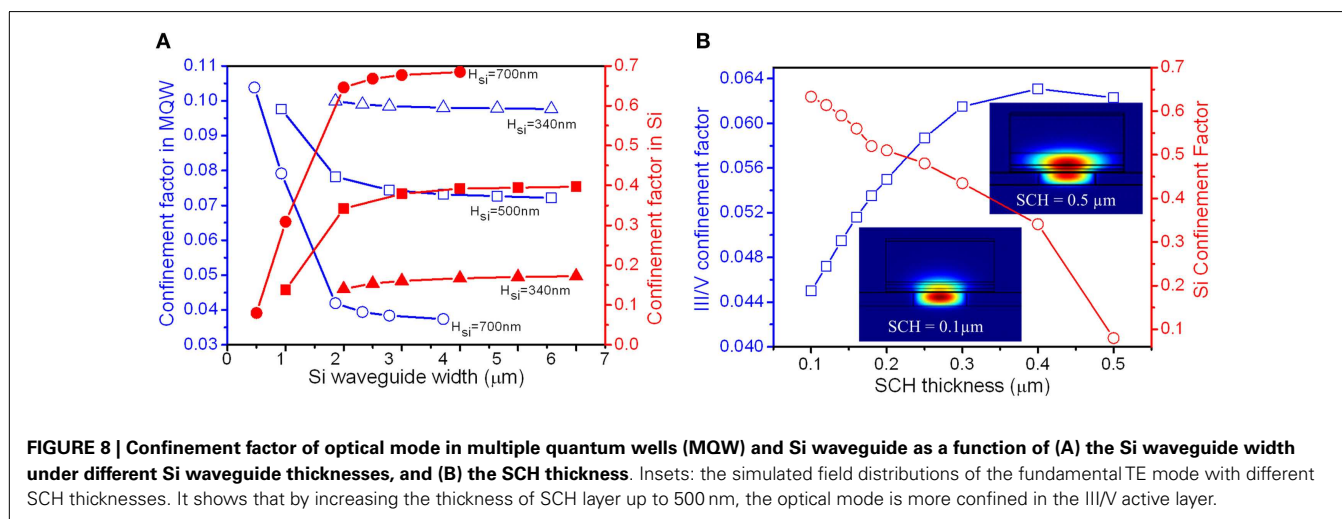 A
B
0.11
0.10
0.09
0.08
0.07
0.06
0.05
0.04
0.03
Confinement factor in MQW
0 1 2 3 4 5 6 7
Si waveguide width (μm)
0.7
0.6
0.5
0.4
0.3
0.2
0.1
0.0
Confinement factor in Si
Hsi=700nm
Hsi=340nm
Hsi=500nm
Hsi=340nm
Hsi=700nm
0.064
0.060
0.056
0.052
0.048
0.044
0.040
III/V confinement factor
0.1 0.2 0.3 0.4 0.5
SCH thickness (μm)
0.7
0.6
0.5
0.4
0.3
0.2
0.1
Si Confinement Factor
SCH = 0.5 μm
SCH = 0.1μm
FIGURE 8 | Confinement factor of optical mode in multiple quantum wells (MQW) and Si waveguide as a function of (A) the Si waveguide width
under different Si waveguide thicknesses, and (B) the SCH thickness. Insets: the simulated field distributions of the fundamental TE mode with different
SCH thicknesses. It shows that by increasing the thickness of SCH layer up to 500 nm, the optical mode is more confined in the III/V active layer.